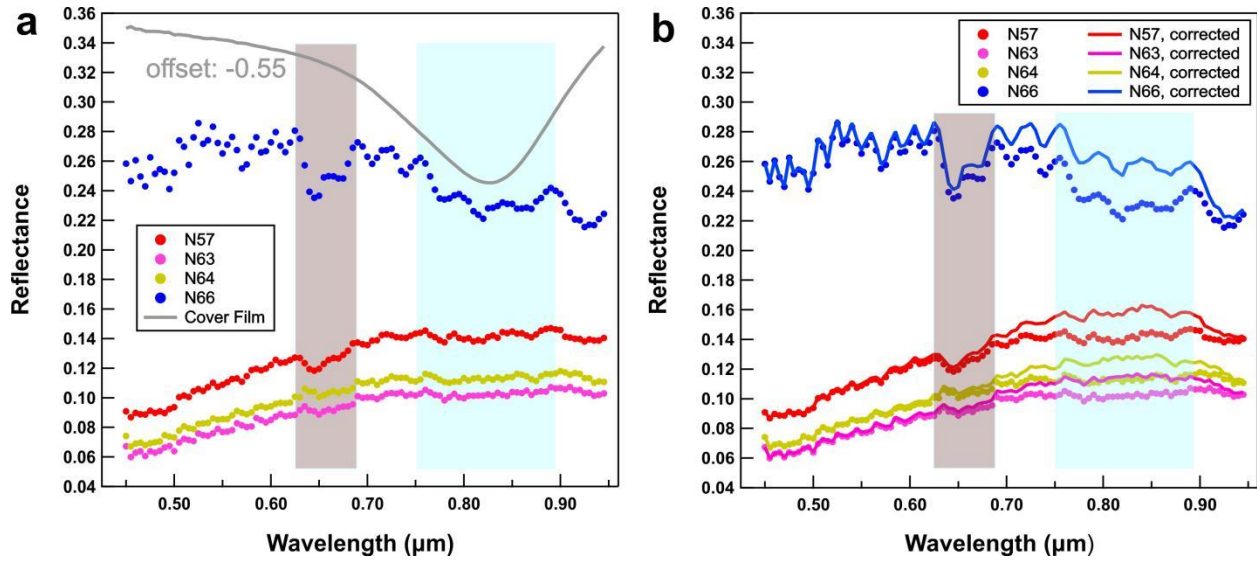 a
0.36
0.34
0.32
0.30
0.28
0.26
0.24
0.22
0.20
0.18
0.16
0.14
0.12
0.10
0.08
0.06
0.04
Reflectance
offset: -0.55
N57
N63
N64
N66
Cover Film
0.50
0.60
0.70
0.80
0.90
Wavelength (µm)
b
0.36
0.34
0.32
0.30
0.28
0.26
0.24
0.22
0.20
0.18
0.16
0.14
0.12
0.10
0.08
0.06
0.04
Reflectance
N57 N57, corrected
N63 N63, corrected
N64 N64, corrected
N66 N66, corrected
0.50
0.60
0.70
0.80
0.90
Wavelength (µm)